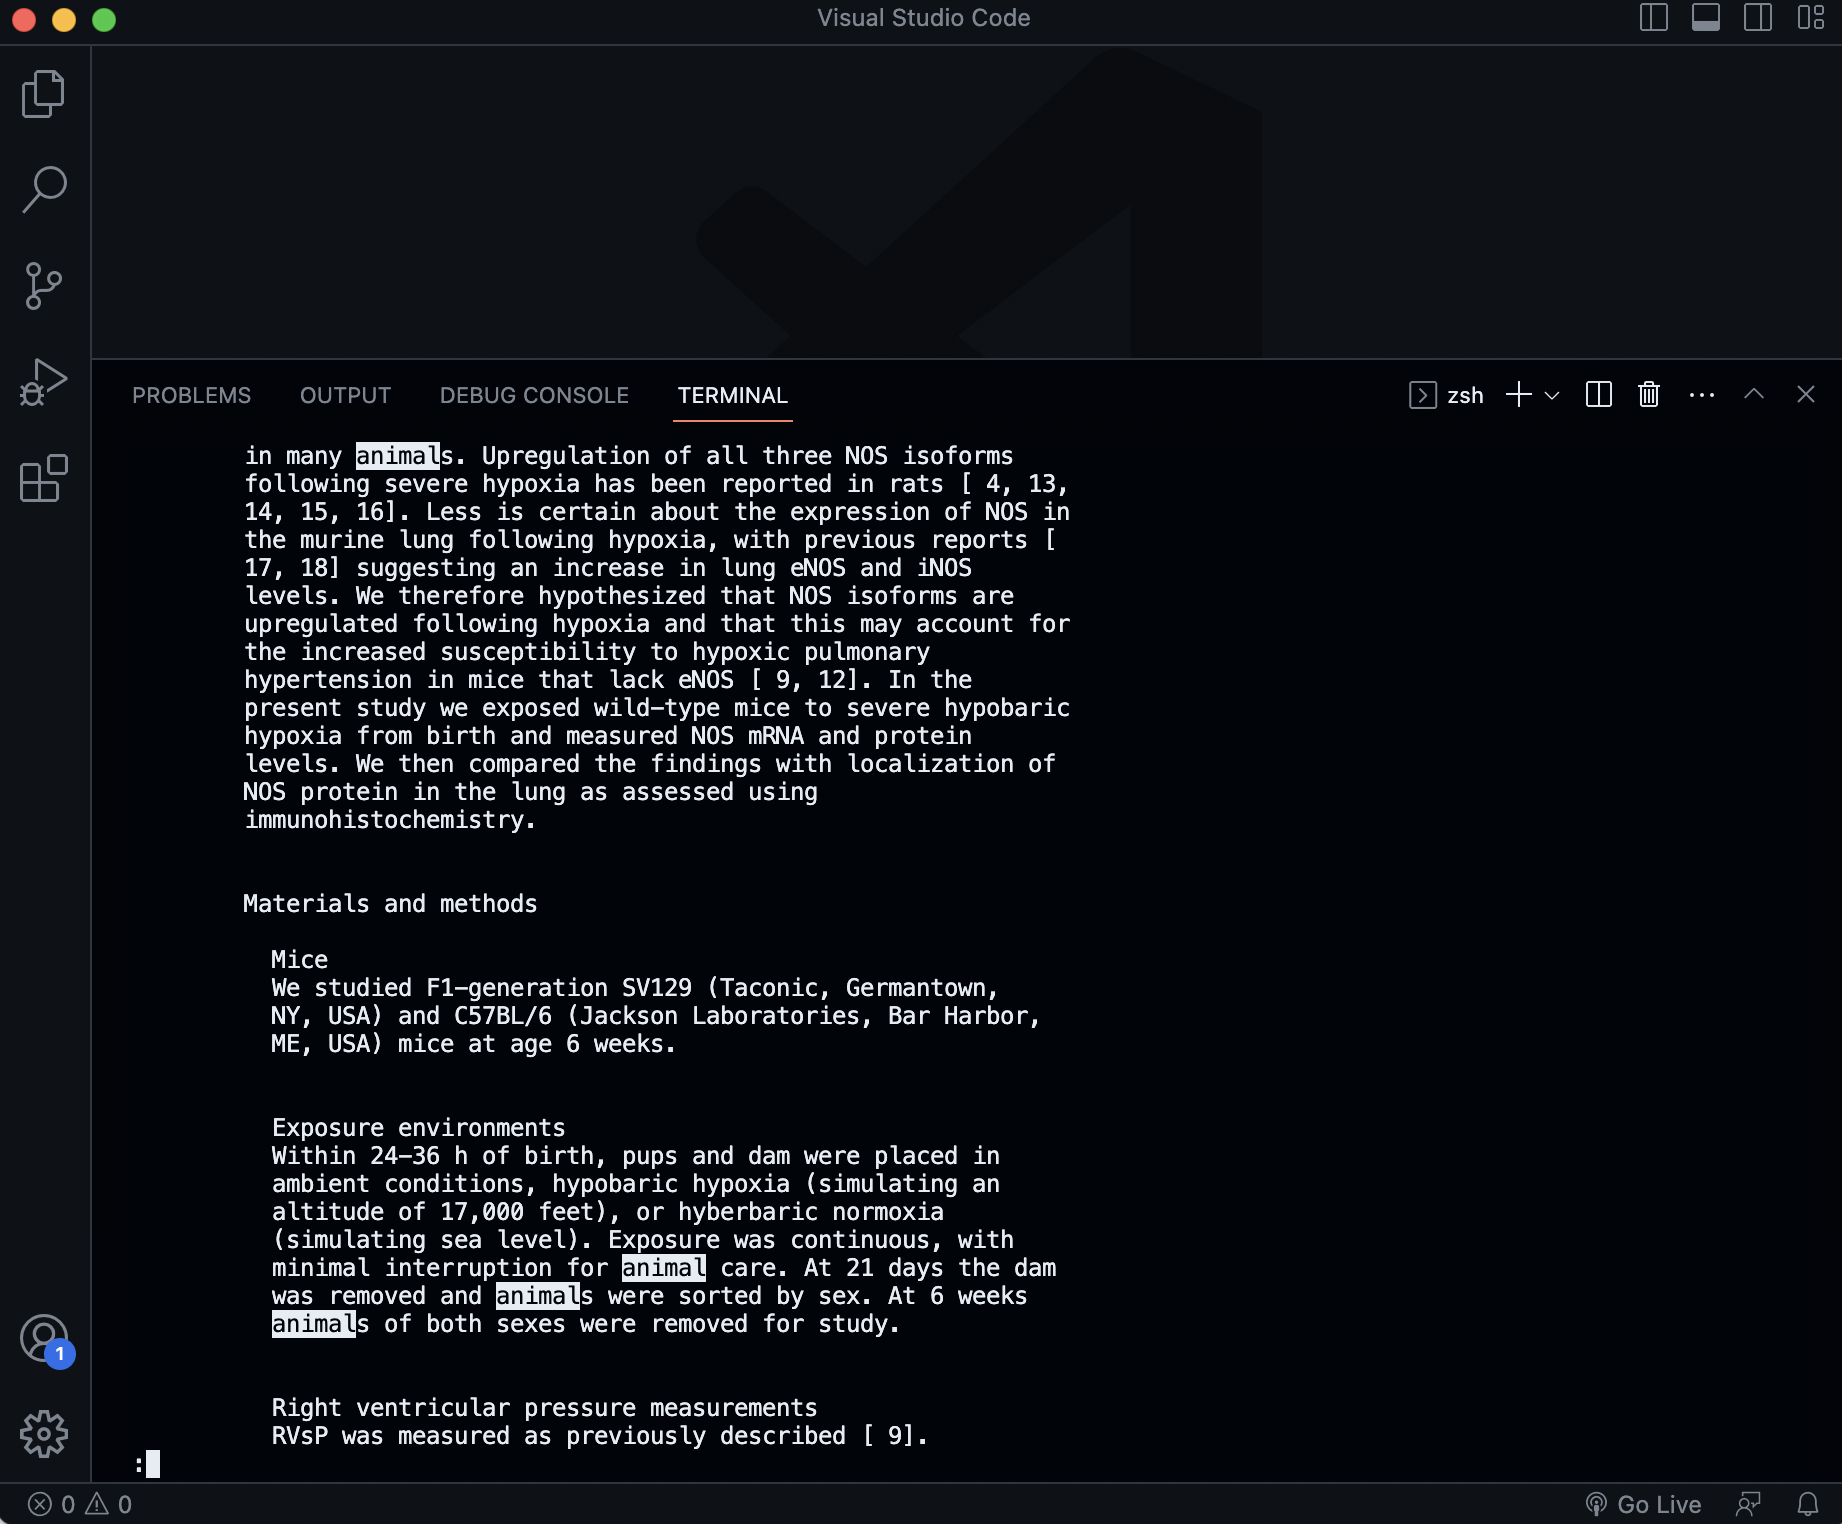 Visual Studio Code
PROBLEMS OUTPUT DEBUG CONSOLE TERMINAL zsh
in many animals. Upregulation of all three NOS isoforms
following severe hypoxia has been reported in rats [ 4, 13,
14, 15, 16]. Less is certain about the expression of NOS in
the murine lung following hypoxia, with previous reports [
17, 18] suggesting an increase in lung eNOS and iNOS
levels. We therefore hypothesized that NOS isoforms are
upregulated following hypoxia and that this may account for
the increased susceptibility to hypoxic pulmonary
hypertension in mice that lack eNOS [ 9, 12]. In the
present study we exposed wild-type mice to severe hypobaric
hypoxia from birth and measured NOS mRNA and protein
levels. We then compared the findings with localization of
NOS protein in the lung as assessed using
immunohistochemistry.
Materials and methods
Mice
We studied F1-generation SV129 (Taconic, Germantown,
NY, USA) and C57BL/6 (Jackson Laboratories, Bar Harbor,
ME, USA) mice at age 6 weeks.
Exposure environments
Within 24-36 h of birth, pups and dam were placed in
ambient conditions, hypobaric hypoxia (simulating an
altitude of 17,000 feet), or hyberbaric normoxia
(simulating sea level). Exposure was continuous, with
minimal interruption for animal care. At 21 days the dam
was removed and animals were sorted by sex. At 6 weeks
animals of both sexes were removed for study.
Right ventricular pressure measurements
RVsP was measured as previously described [ 9].
:
1
0 0 Go Live